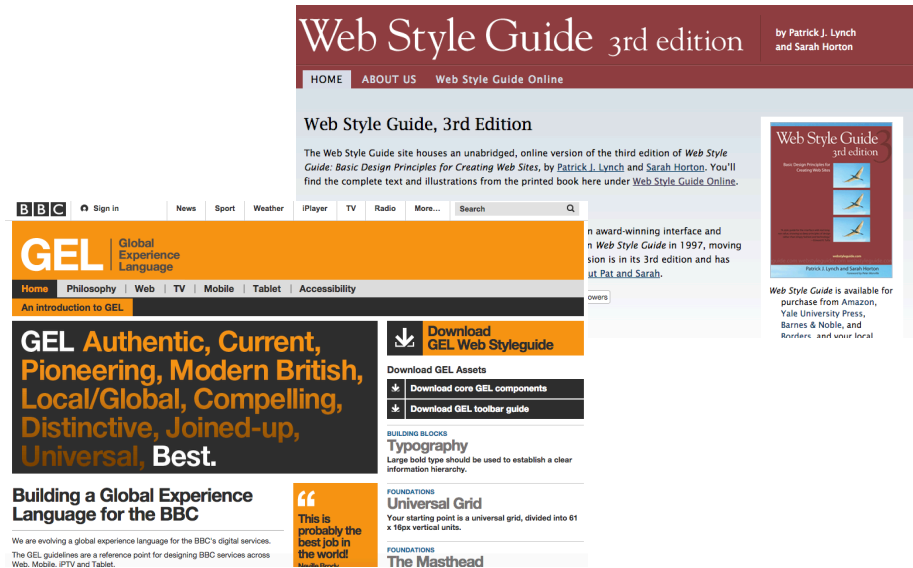 Web Style Guide 3rd edition
by Patrick J. Lynch
and Sarah Horton
HOME ABOUT US Web Style Guide Online
Web Style Guide, 3rd Edition
The Web Style Guide site houses an unabridged, online version of the third edition of Web Style
Guide: Basic Design Principles for Creating Web Sites, by Patrick J. Lynch and Sarah Horton. You'll
find the complete text and illustrations from the printed book here under Web Style Guide Online.
n award-winning interface and
n Web Style Guide in 1997, moving
sion is in its 3rd edition and has
ut Pat and Sarah.
owers
Web Style Guide 3
3rd edition
Basic Design Principles for
Creating Web Sites
webstyleguide.com
Patrick J. Lynch and Sarah Horton
Web Style Guide is available for
purchase from Amazon,
Yale University Press,
Barnes & Noble, and
Borders, and your local
BBC Sign in News Sport Weather iPlayer TV Radio More... Search
GEL Global
Experience
Language
Home Philosophy Web TV Mobile Tablet Accessibility
An introduction to GEL
GEL Authentic, Current,
Pioneering, Modern British,
Local/Global, Compelling,
Distinctive, Joined-up,
Universal, Best.
Download
GEL Web Styleguide
Download GEL Assets
Download core GEL components
Download GEL toolbar guide
BUILDING BLOCKS
Typography
Large bold type should be used to establish a clear
information hierarchy.
FOUNDATIONS
Universal Grid
Your starting point is a universal grid, divided into 61
x 16px vertical units.
FOUNDATIONS
The Masthead
Building a Global Experience
Language for the BBC
We are evolving a global experience language for the BBC's digital services.
The GEL guidelines are a reference point for designing BBC services across
Web, Mobile, IPTV and Tablet.
“
This is
probably the
best job in
the world!
Neville Brody